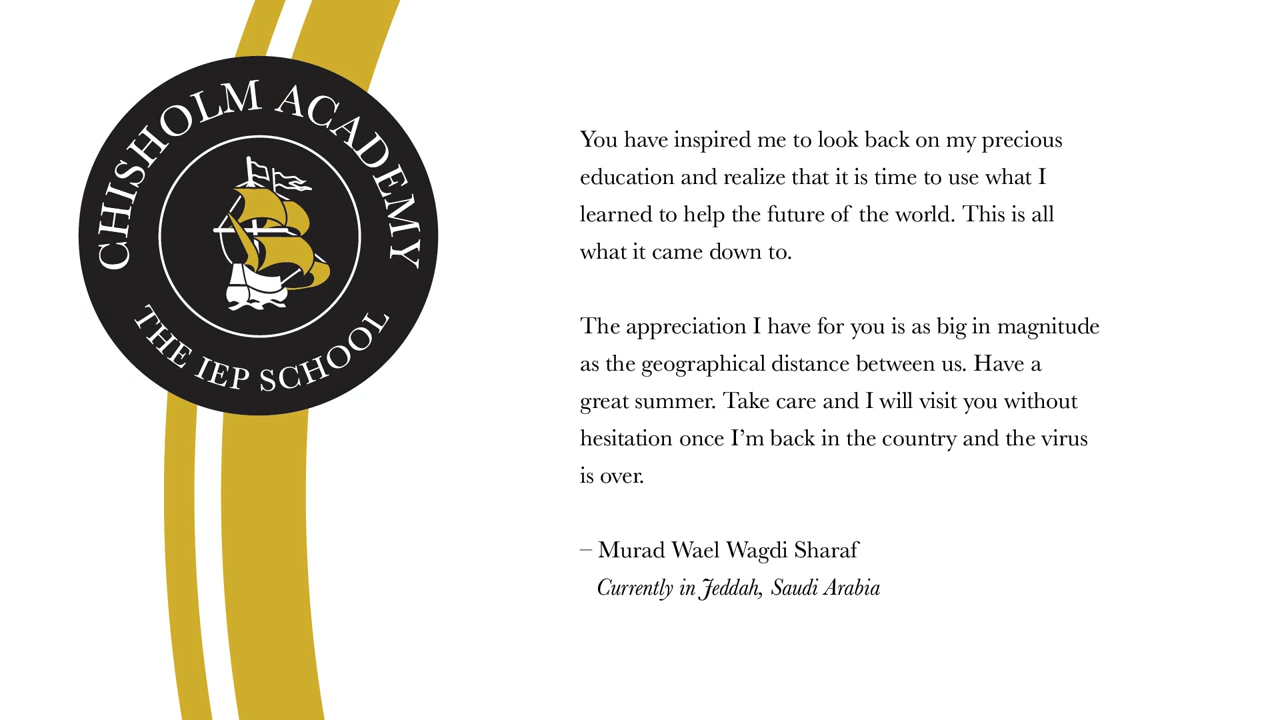 CHISHOLM ACADEMY
THE IEP SCHOOL
You have inspired me to look back on my precious
education and realize that it is time to use what I
learned to help the future of the world. This is all
what it came down to.
The appreciation I have for you is as big in magnitude
as the geographical distance between us. Have a
great summer. Take care and I will visit you without
hesitation once I’m back in the country and the virus
is over.
– Murad Wael Wagdi Sharaf
Currently in Jeddah, Saudi Arabia